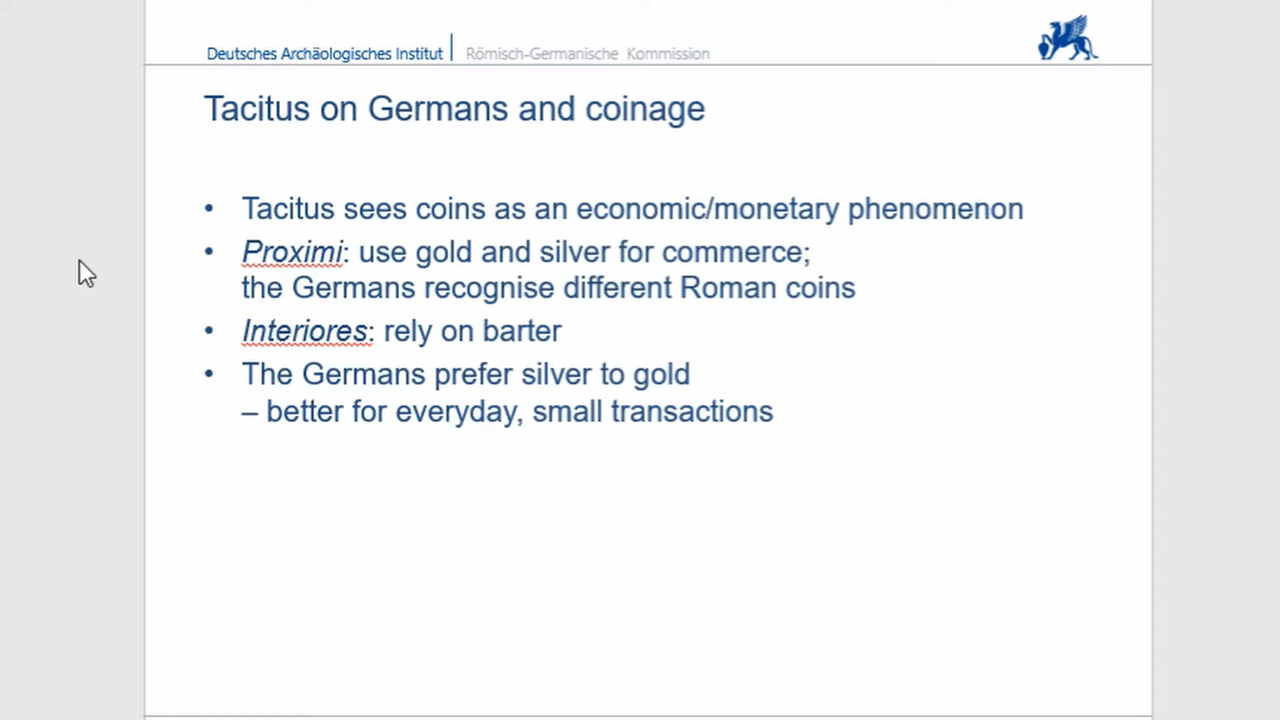 Deutsches Archäologisches Institut | Römisch-Germanische Kommission
Tacitus on Germans and coinage
• Tacitus sees coins as an economic/monetary phenomenon
• Proximi: use gold and silver for commerce;
the Germans recognise different Roman coins
• Interiores: rely on barter
• The Germans prefer silver to gold
– better for everyday, small transactions